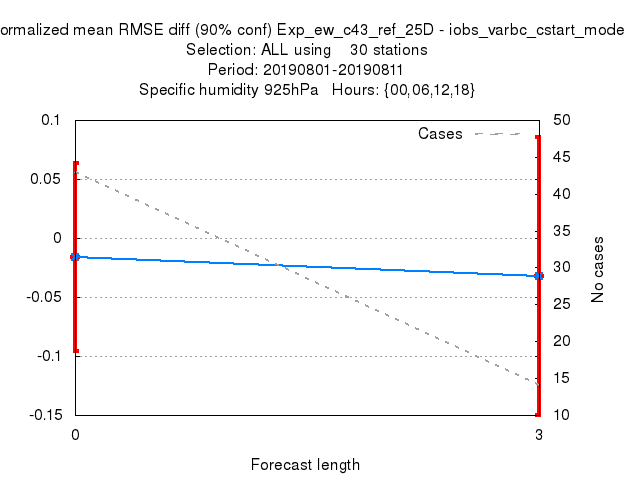 ormalized mean RMSE diff (90% conf) Exp_ew_c43_ref_25D - iobs_varbc_cstart_mode
Selection: ALL using    30 stations
Period: 20190801-20190811
Specific humidity 925hPa   Hours: {00,06,12,18}
Cases
0.1
0.05
0
-0.05
-0.1
-0.15
50
45
40
35
30
25
20
15
10
No cases
0
3
Forecast length